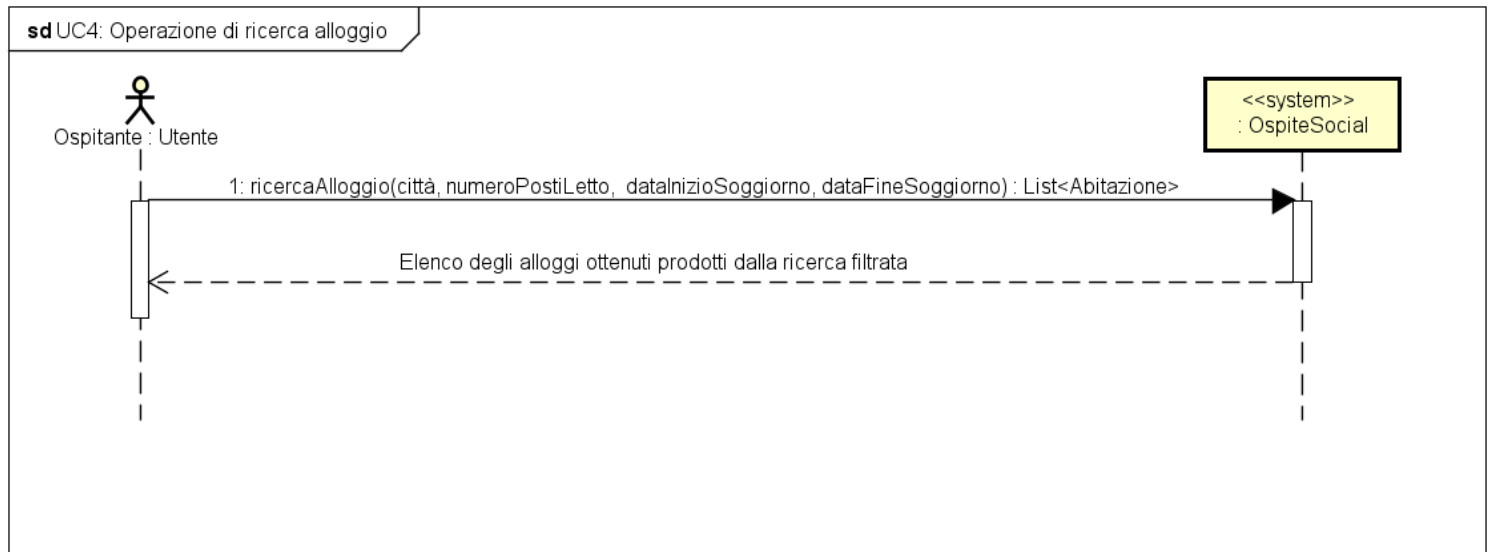 sd UC4: Operazione di ricerca alloggio
<<system>>
: OspiteSocial
Ospitante : Utente
1: ricercaAlloggio(città, numeroPostiLetto, dataInizioSoggiorno, dataFineSoggiorno) : List<Abitazione>
Elenco degli alloggi ottenuti prodotti dalla ricerca filtrata